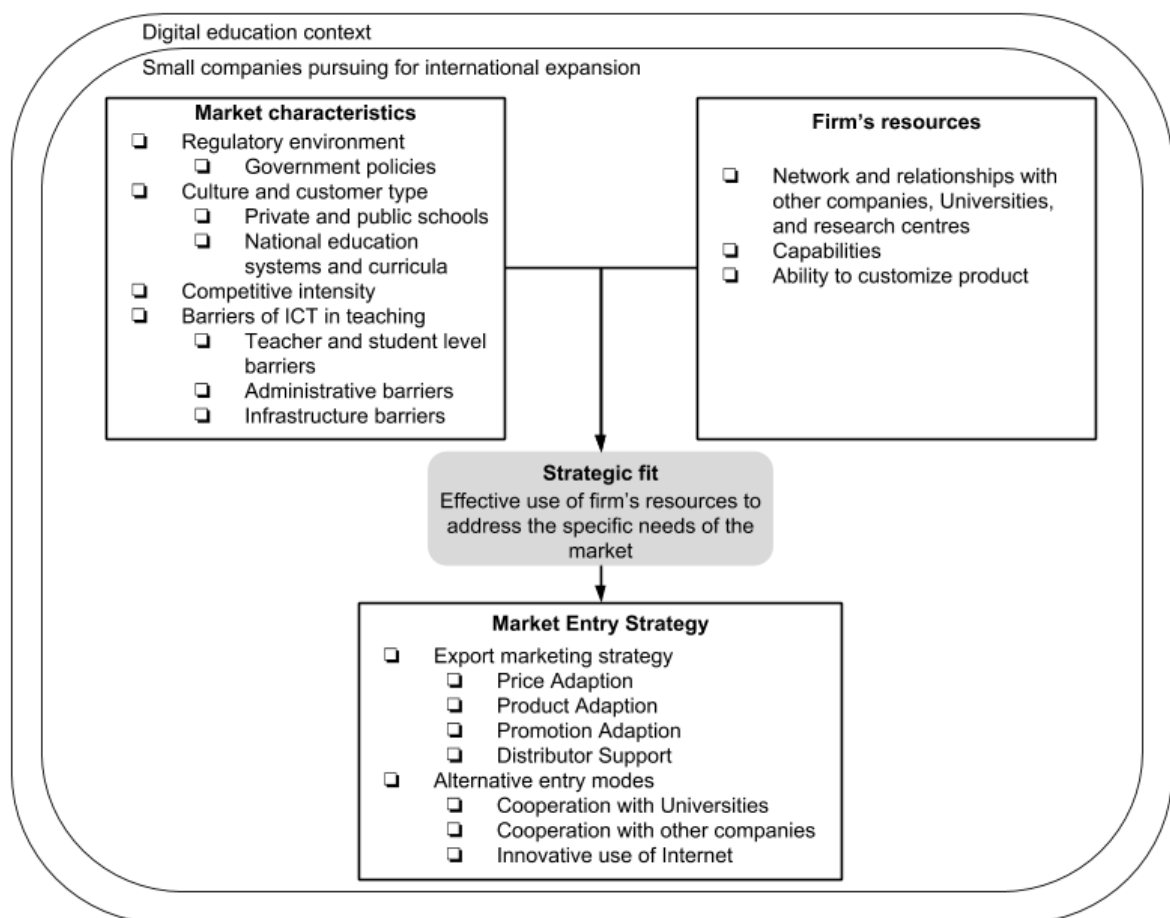 Digital education context
Small companies pursuing for international expansion
Market characteristics
Regulatory environment
Government policies
Culture and customer type
Private and public schools
National education
systems and curricula
Competitive intensity
Barriers of ICT in teaching
Teacher and student level
barriers
Administrative barriers
Infrastructure barriers
Firm's resources
Network and relationships with
other companies, Universities,
and research centres
Capabilities
Ability to customize product
Strategic fit
Effective use of firm's resources to
address the specific needs of the
market
Market Entry Strategy
Export marketing strategy
Price Adaption
Product Adaption
Promotion Adaption
Distributor Support
Alternative entry modes
Cooperation with Universities
Cooperation with other companies
Innovative use of Internet